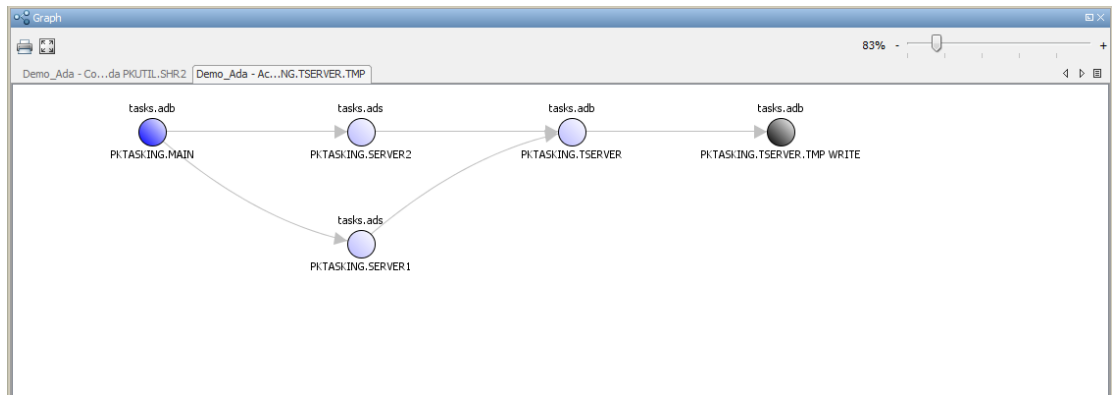 Graph
83% - +
Demo_Ada - Co...da PKUTIL.SHR2 Demo_Ada - Ac...NG.TSERVER.TMP
tasks.adb tasks.ads tasks.adb tasks.adb
PKTASKING.MAIN PKTASKING.SERVER2 PKTASKING.TSERVER PKTASKING.TSERVER.TMP WRITE
tasks.ads
PKTASKING.SERVER1